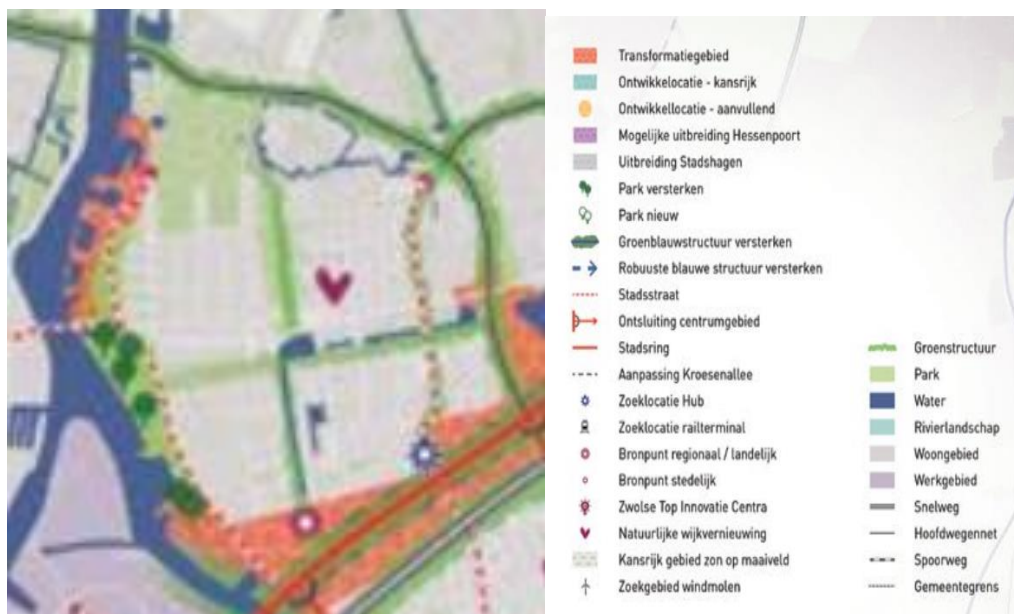 Transformatiegebied
Ontwikkelocatie - kansrijk
Ontwikkellocatie - aanvullend
Mogelijke uitbreiding Hessenpoort
Uitbreiding Stadshagen
Park versterken
Park nieuw
Groenblauwstructuur versterken
Robuuste blauwe structuur versterken
Stadsstraat
Ontsluiting centrumgebied
Stadsring
Aanpassing Kroesenallee
Zoeklocatie Hub
Zoeklocatie railterminal
Bronpunt regionaal / landelijk
Bronpunt stedelijk
Zwolse Top Innovatie Centra
Natuurlijke wijkvernieuwing
Kansrijk gebied zon op maaiveld
Zoekgebied windmolen
Groenstructuur
Park
Water
Rivierlandschap
Woongebied
Werkgebied
Snelweg
Hoofdwegennet
Spoorweg
Gemeentegrens